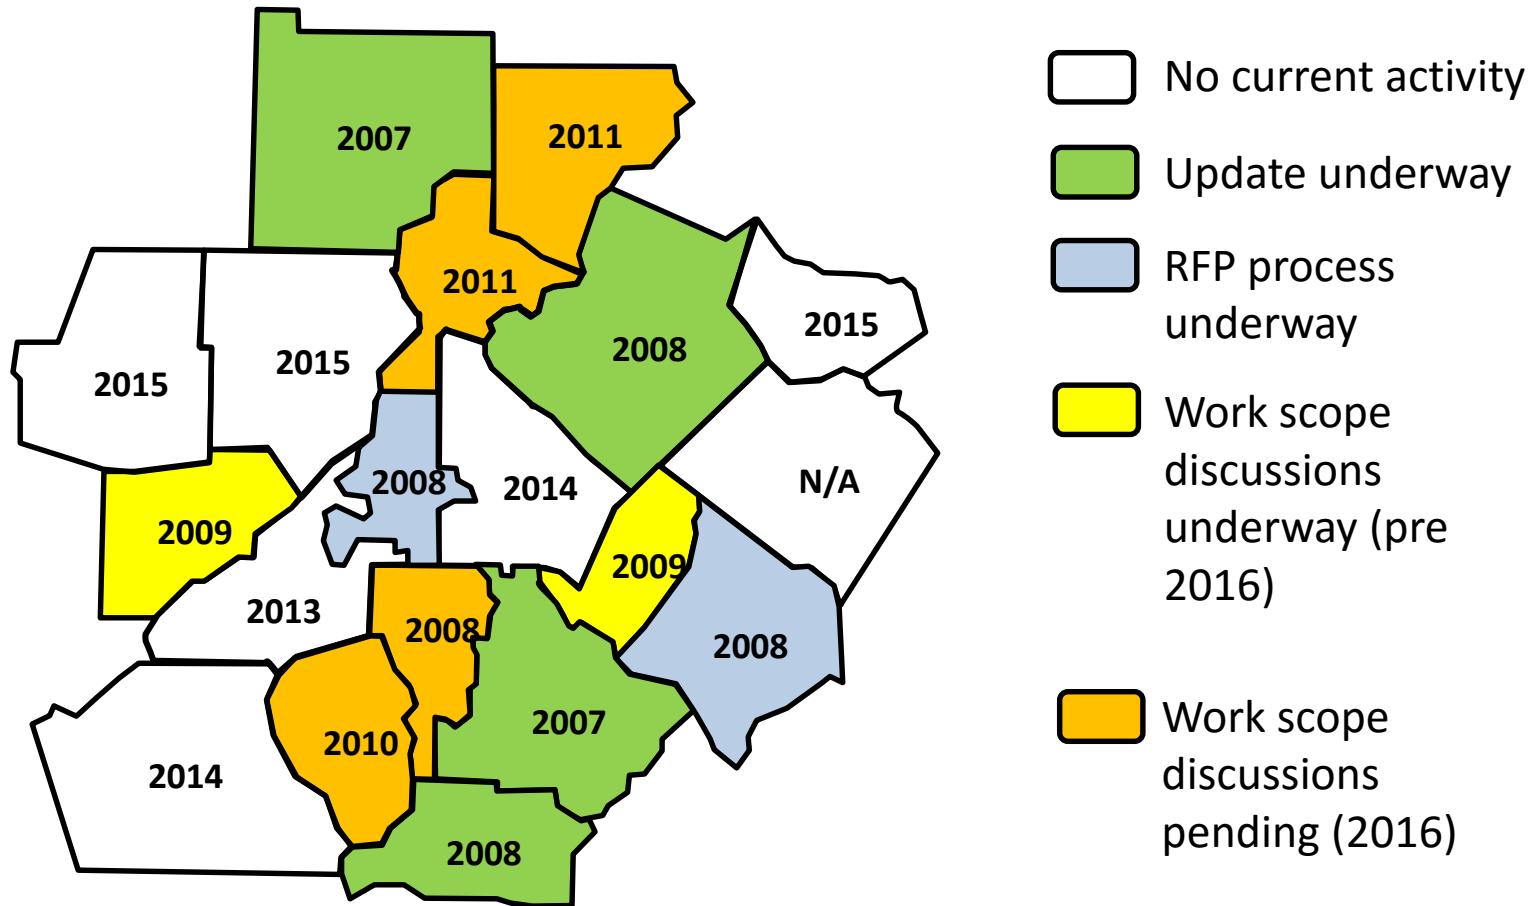 2007
2011
2011
2015
2008
2015
2015
2008
2014
N/A
2009
2009
2013
2008
2008
2007
2010
2014
2008
No current activity
Update underway
RFP process
underway
Work scope
discussions
underway (pre
2016)
Work scope
discussions
pending (2016)